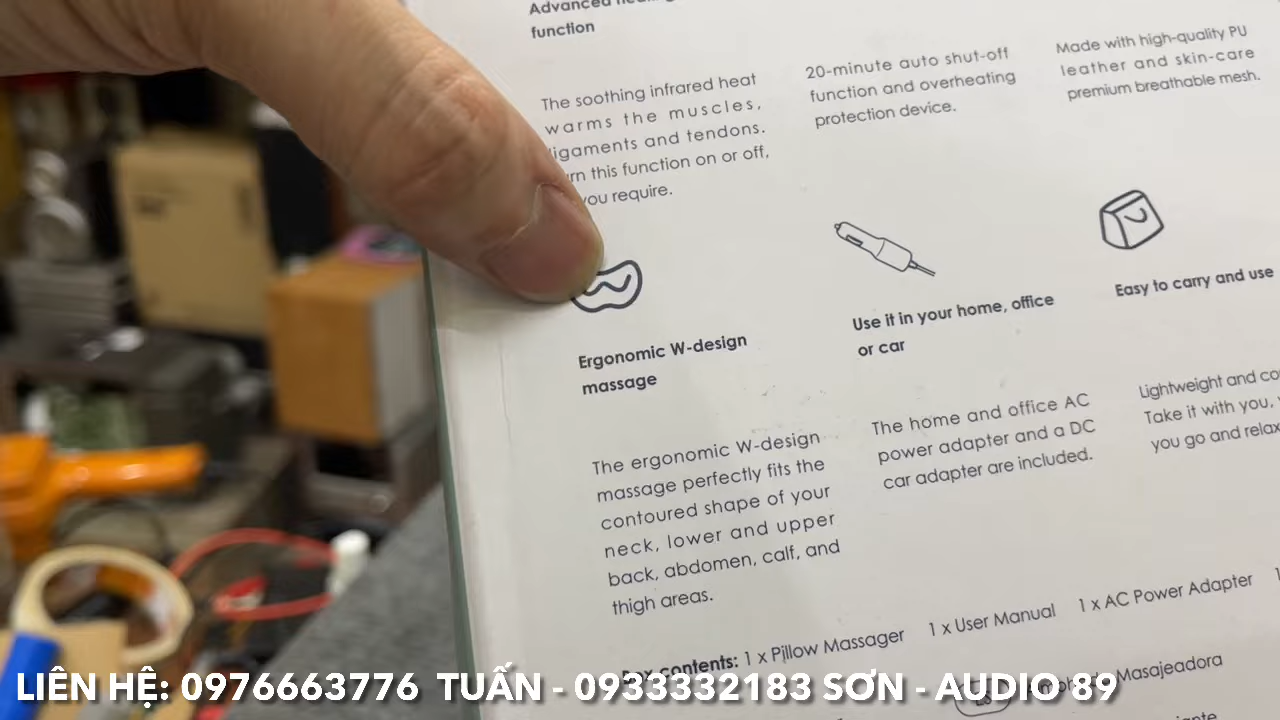 Advanced
function
The soothing infrared heat
warms the muscles,
ligaments and tendons.
this function on or off,
you require.
20-minute auto shut-off
function and overheating
protection device.
Made with high-quality PU
leather and skin-care
premium breathable mesh.
Ergonomic W-design
massage
The ergonomic W-design
massage perfectly fits the
contoured shape of your
neck, lower and upper
back, abdomen, calf, and
thigh areas.
Use it in your home, office
or car
The home and office AC
power adapter and a DC
car adapter are included.
Easy to carry and use
Lightweight and
Take it with you,
you go and relax
Box contents: 1 x Pillow Massager 1 x User Manual 1 x AC Power Adapter
ES Masajeadora
LIÊN HỆ: 0976663776 TUẤN - 0933332183 SƠN - AUDIO 89